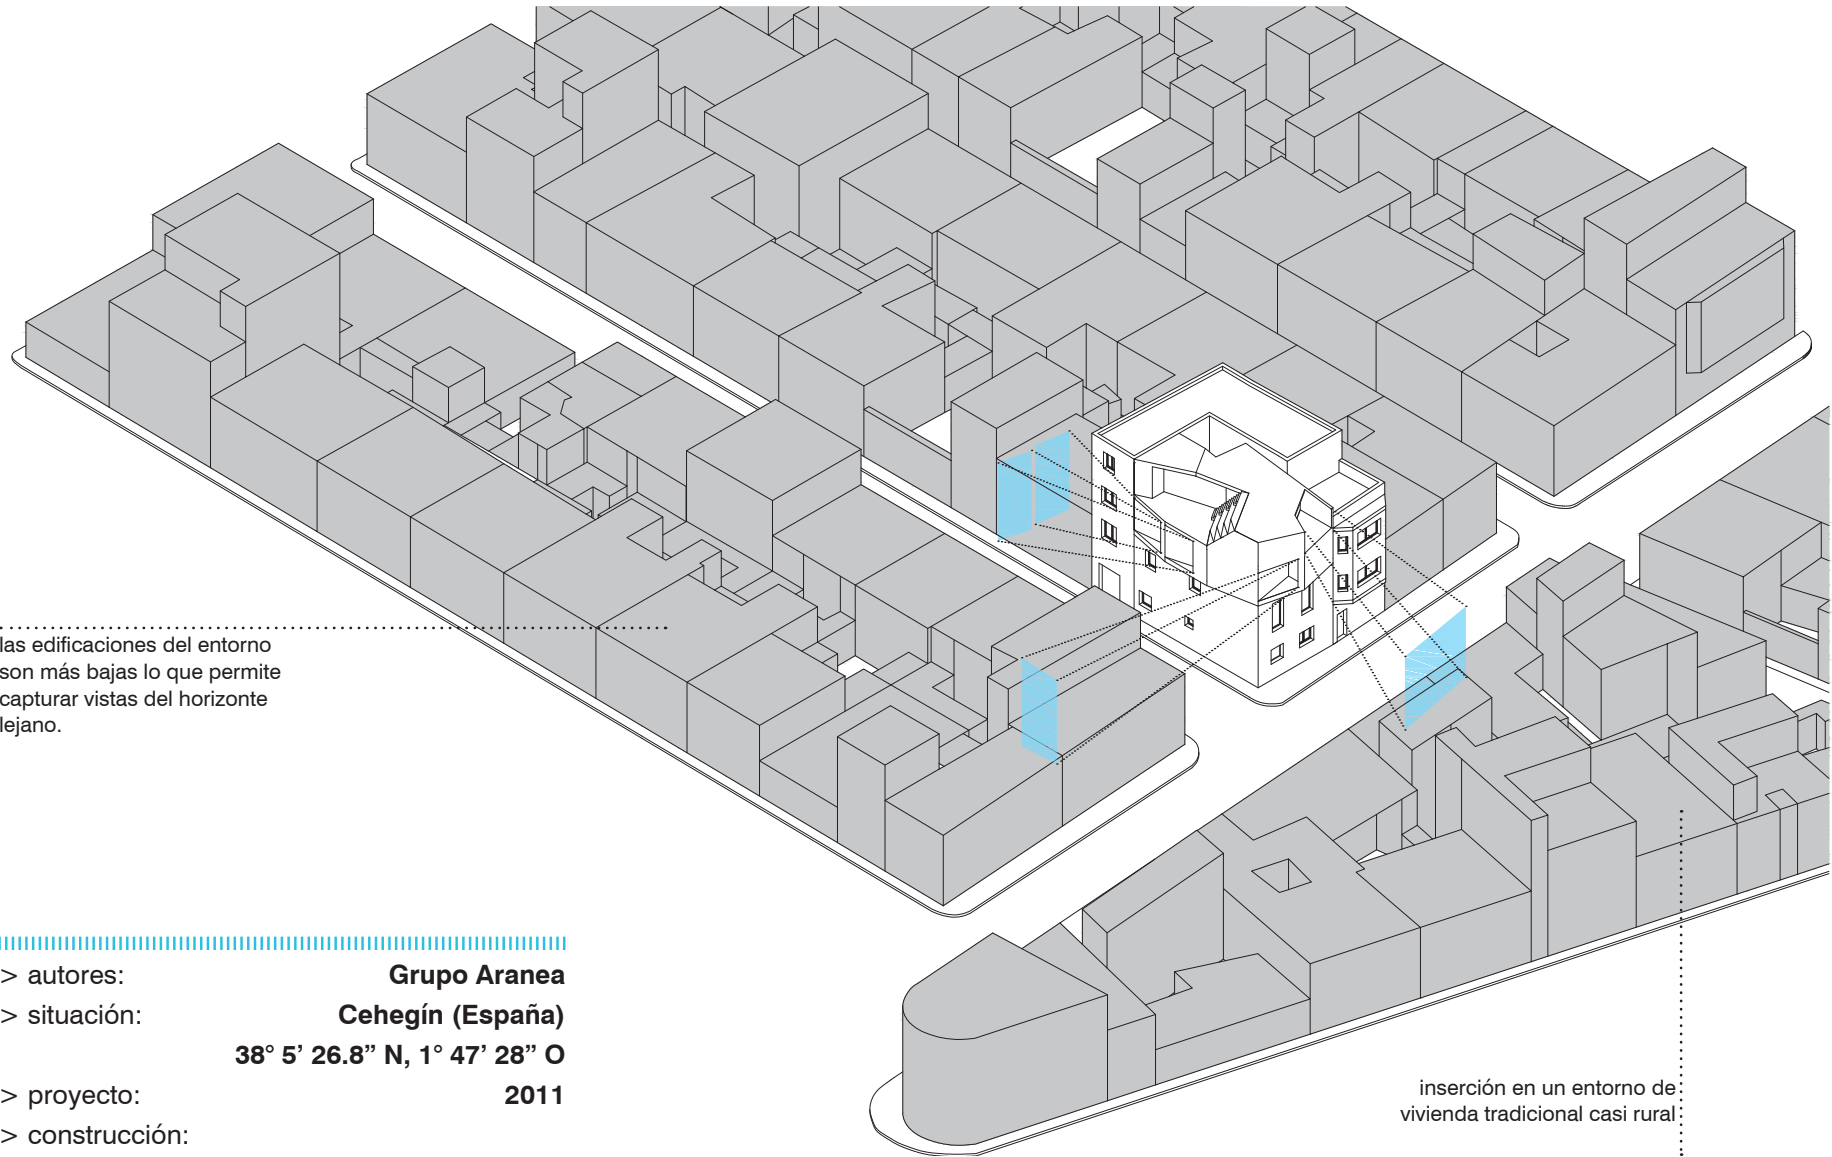 las edificaciones del entorno
son más bajas lo que permite
capturar vistas del horizonte
lejano.
> autores: Grupo Aranea
> situación: Cehegín (España)
38° 5’ 26.8” N, 1° 47’ 28” O
> proyecto: 2011
> construcción:
inserción en un entorno de
vivienda tradicional casi rural